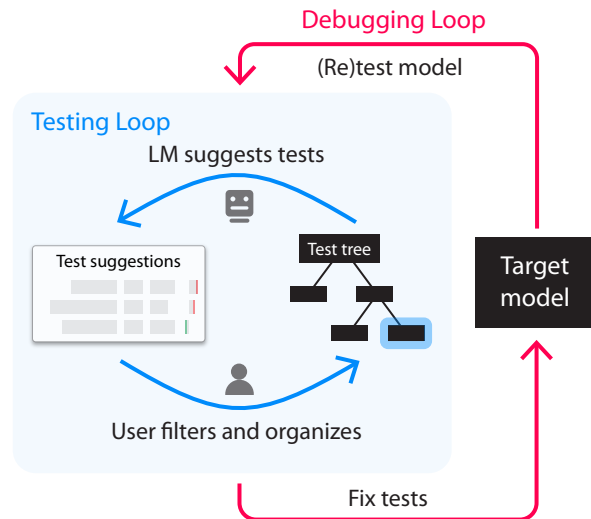 Debugging Loop
(Re)test model
Testing Loop
LM suggests tests
Test suggestions
Test tree
Target
model
User filters and organizes
Fix tests